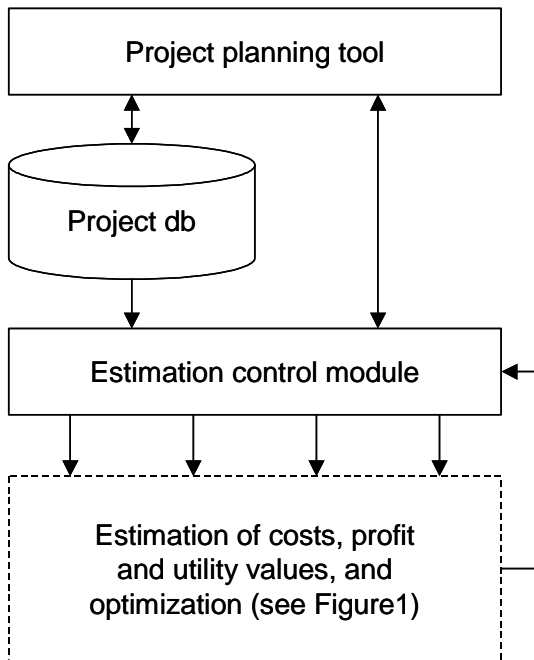 Project planning tool
Project db
Estimation control module
Estimation of costs, profit
and utility values, and
optimization (see Figure1)